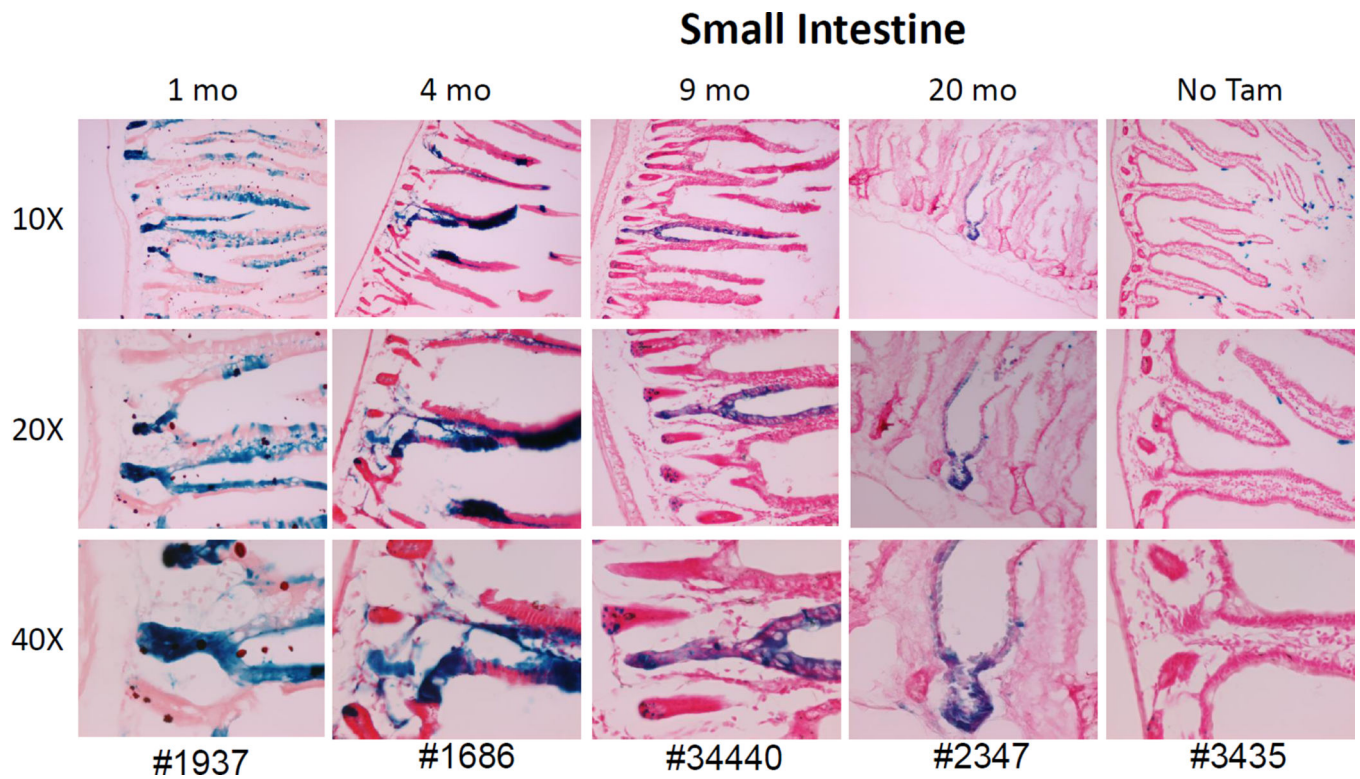 Small Intestine
1 mo 4 mo 9 mo 20 mo No Tam
10X
20X
40X
#1937 #1686 #34440 #2347 #3435